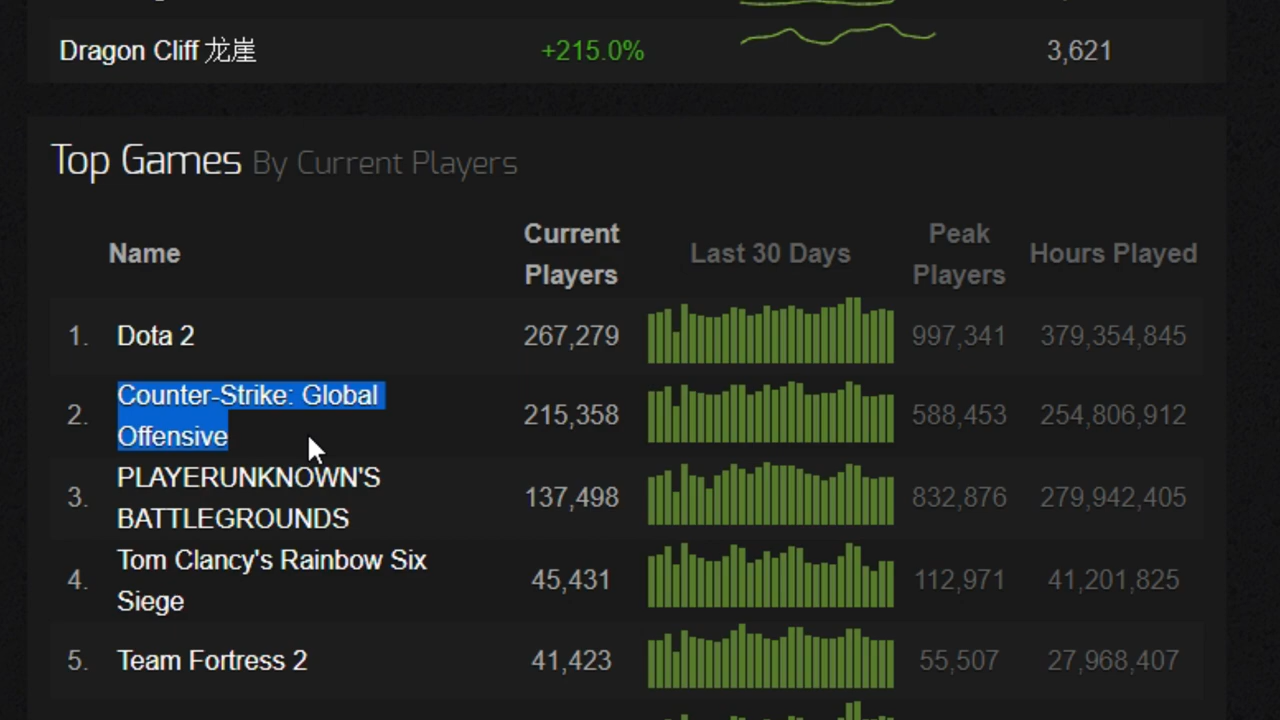 Dragon Cliff 龙崖 +215.0% 3,621
Top Games By Current Players
Name Current Players Last 30 Days Peak Players Hours Played
1. Dota 2 267,279 997,341 379,354,845
2. Counter-Strike: Global Offensive 215,358 588,453 254,806,912
3. PLAYERUNKNOWN'S BATTLEGROUNDS 137,498 832,876 279,942,405
4. Tom Clancy's Rainbow Six Siege 45,431 112,971 41,201,825
5. Team Fortress 2 41,423 55,507 27,968,407